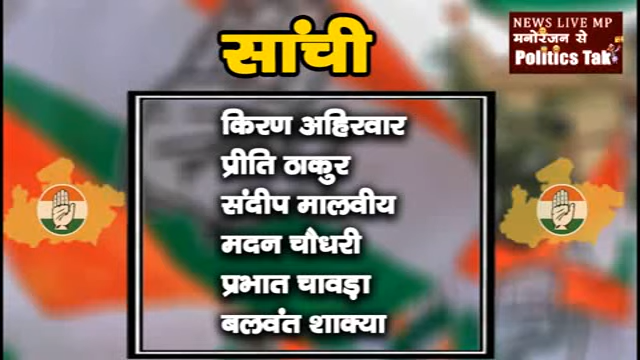 सांची
NEWS LIVE MP
मनोरंजन से
Politics Tak
किरण अहिरवार
प्रीति ठाकुर
संदीप मालवीय
मदन चौधरी
प्रभात चावड़ा
बलवंत शाक्या